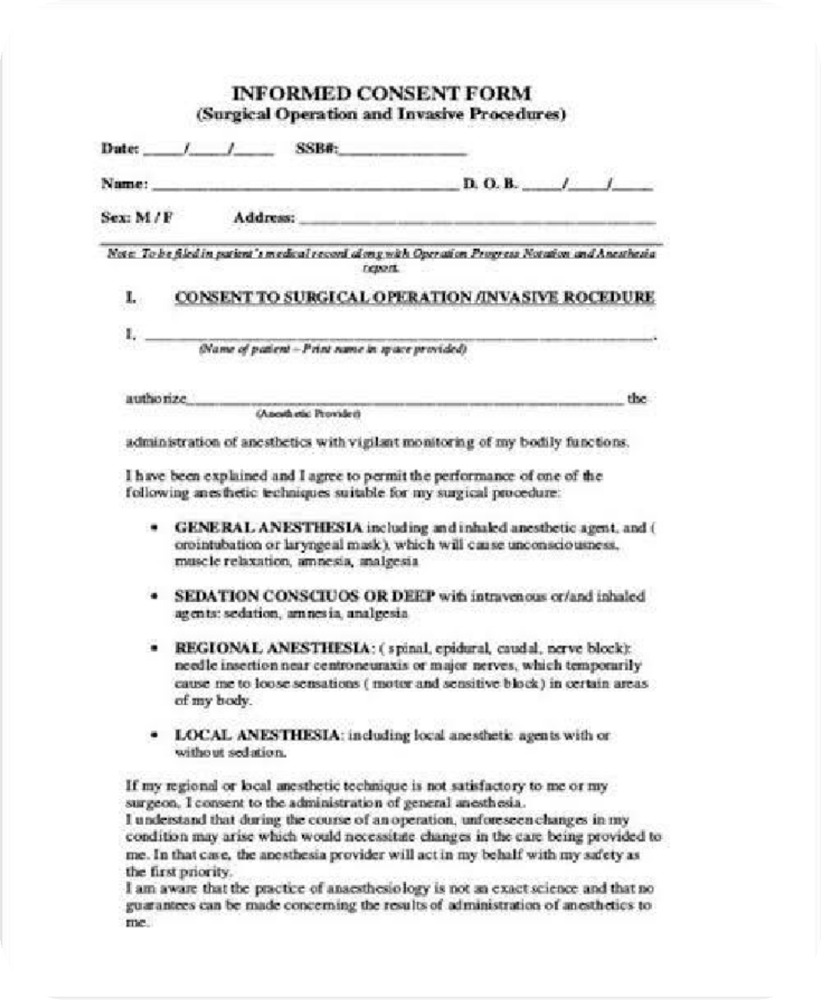 INFORMED CONSENT FORM
(Surgical Operation and Invasive Procedures)
Date: _____/_____/_____ SSB#:_________________
Name: ________________________________________ D. O. B. _____/_____/_____
Sex: M / F Address: ______________________________________________
Note: To be filed in patient's medical record along with Operation Progress Notation and Anesthesia
report.
I. CONSENT TO SURGICAL OPERATION /INVASIVE ROCEDURE
I, __________________________________________________________________.
(Name of patient – Print name in space provided)
authorize_________________________________________________________ the
(Anesthetic Provider)
administration of anesthetics with vigilant monitoring of my bodily functions.
I have been explained and I agree to permit the performance of one of the
following anesthetic techniques suitable for my surgical procedure:
• GENERAL ANESTHESIA including and inhaled anesthetic agent, and (
orointubation or laryngeal mask), which will cause unconsciousness,
muscle relaxation, amnesia, analgesia
• SEDATION CONSCIUOS OR DEEP with intravenous or/and inhaled
agents: sedation, amnesia, analgesia
• REGIONAL ANESTHESIA: ( spinal, epidural, caudal, nerve block):
needle insertion near centroneuraxis or major nerves, which temporarily
cause me to loose sensations ( motor and sensitive block) in certain areas
of my body.
• LOCAL ANESTHESIA: including local anesthetic agents with or
without sedation.
If my regional or local anesthetic technique is not satisfactory to me or my
surgeon, I consent to the administration of general anesthesia.
I understand that during the course of an operation, unforeseen changes in my
condition may arise which would necessitate changes in the care being provided to
me. In that case, the anesthesia provider will act in my behalf with my safety as
the first priority.
I am aware that the practice of anaesthesiology is not an exact science and that no
guarantees can be made concerning the results of administration of anesthetics to
me.